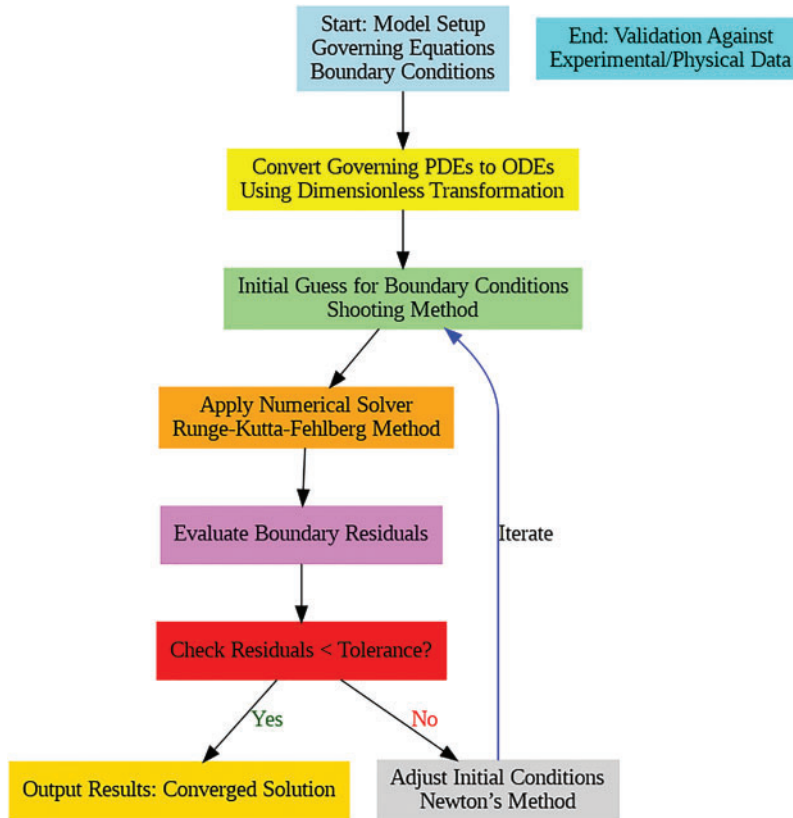 Start: Model Setup
Governing Equations
Boundary Conditions
End: Validation Against
Experimental/Physical Data
Convert Governing PDEs to ODEs
Using Dimensionless Transformation
Initial Guess for Boundary Conditions
Shooting Method
Apply Numerical Solver
Runge-Kutta-Fehlberg Method
Evaluate Boundary Residuals
Iterate
Check Residuals < Tolerance?
Yes
No
Output Results: Converged Solution
Adjust Initial Conditions
Newton’s Method